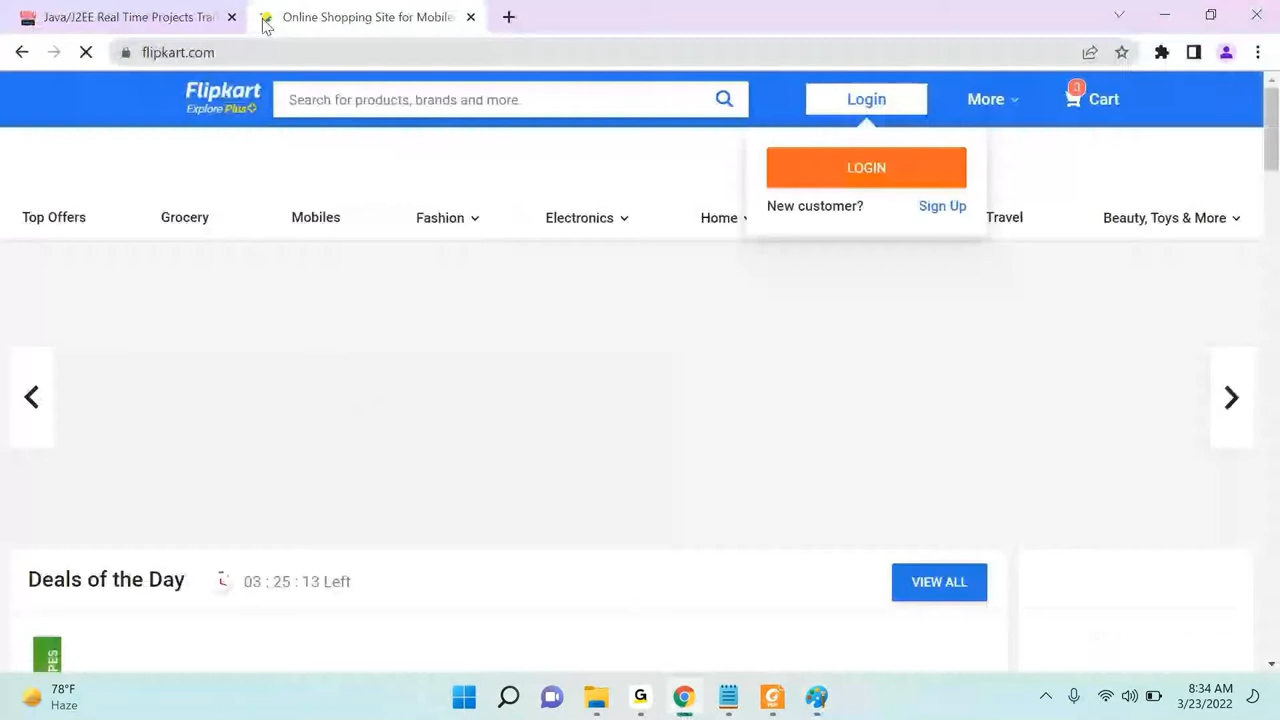 Java/J2EE Real Time Projects Trai
Online Shopping Site for Mobile
flipkart.com
Flipkart
Explore Plus
Search for products, brands and more
Login
More
3
Cart
LOGIN
New customer? Sign Up
Top Offers
Grocery
Mobiles
Fashion
Electronics
Home
Travel
Beauty, Toys & More
Deals of the Day
03 : 25 : 13 Left
VIEW ALL
78°F
Haze
G
8:34 AM
3/23/2022